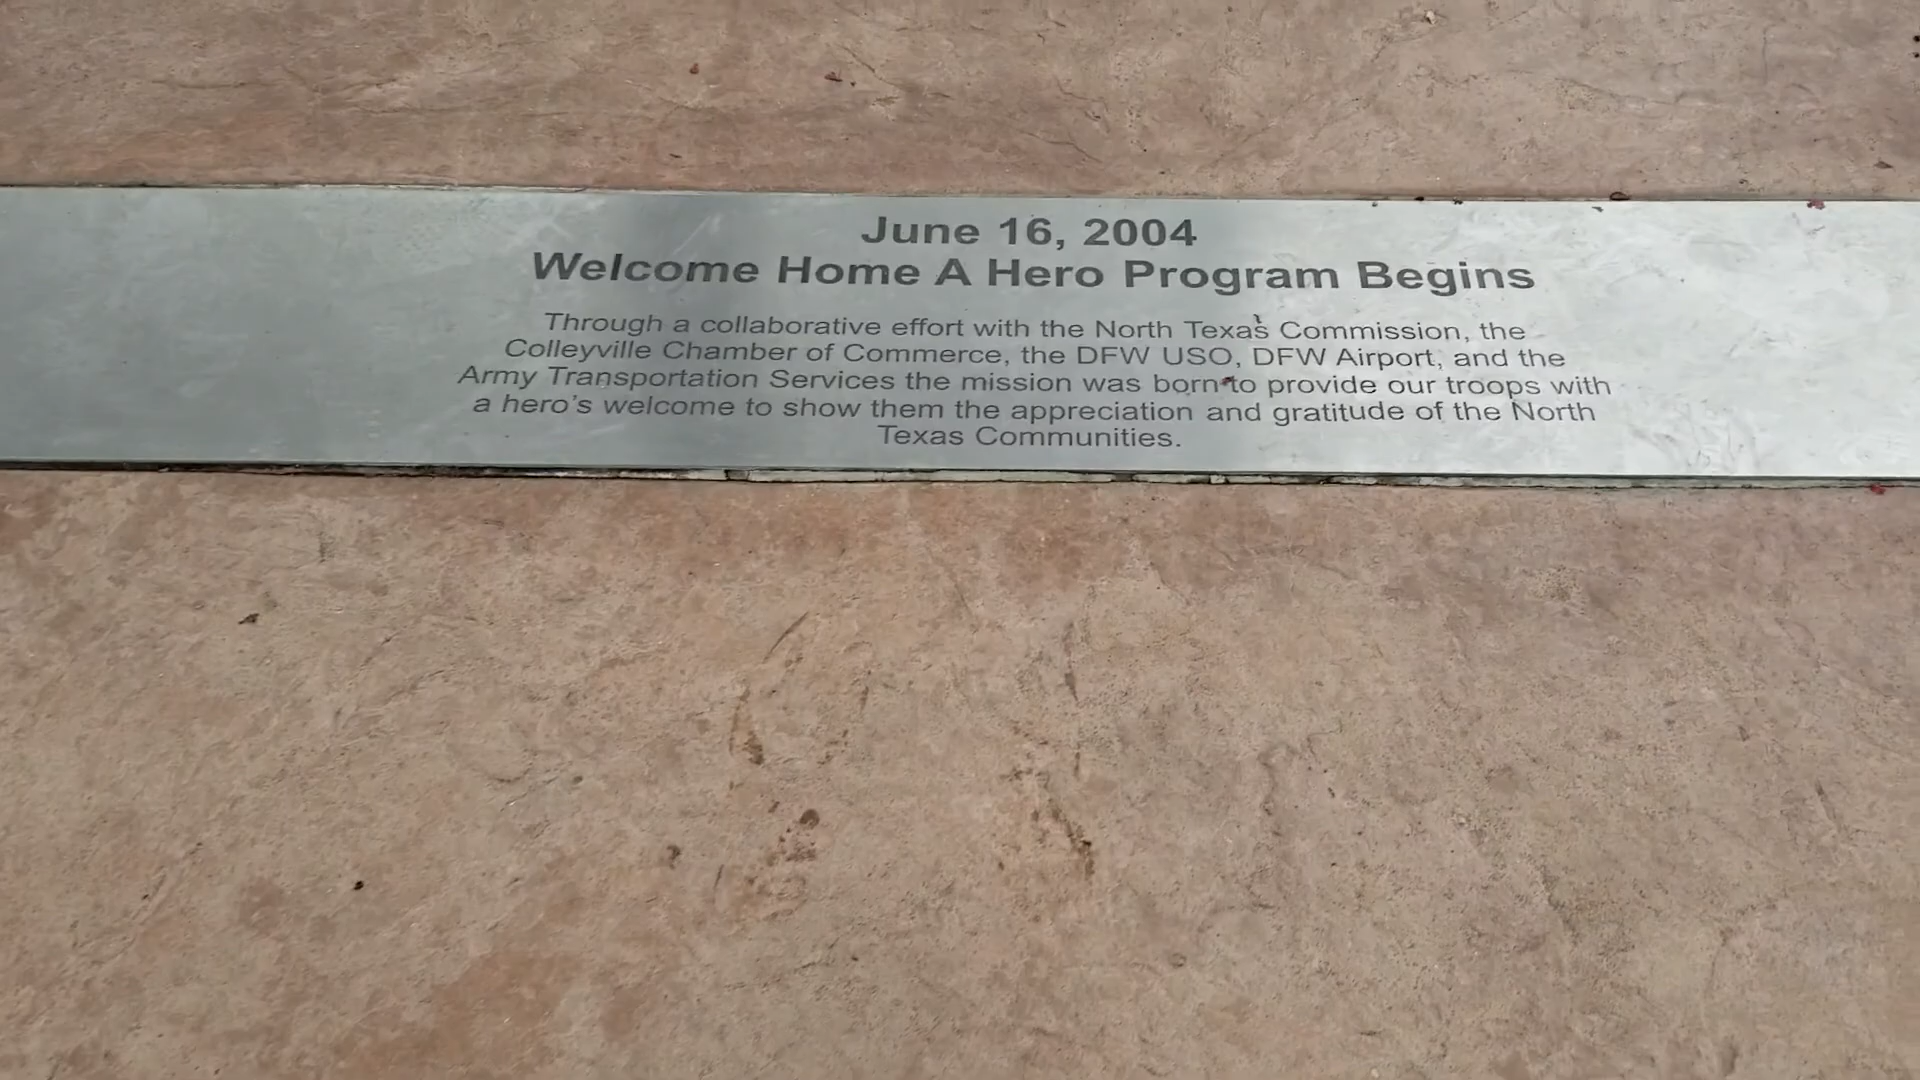 June 16, 2004
Welcome Home A Hero Program Begins
Through a collaborative effort with the North Texas Commission, the
Colleyville Chamber of Commerce, the DFW USO, DFW Airport, and the
Army Transportation Services the mission was born to provide our troops with
a hero’s welcome to show them the appreciation and gratitude of the North
Texas Communities.